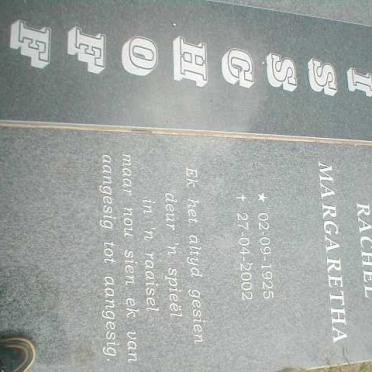 ISSCHOFF
RACHEL
MARGARETHA
★ 02-09-1925
† 27-04-2002
Ek het altyd gesien
deur 'n spieël
in 'n raaisel
maar nou sien ek van
aangesig tot aangesig.